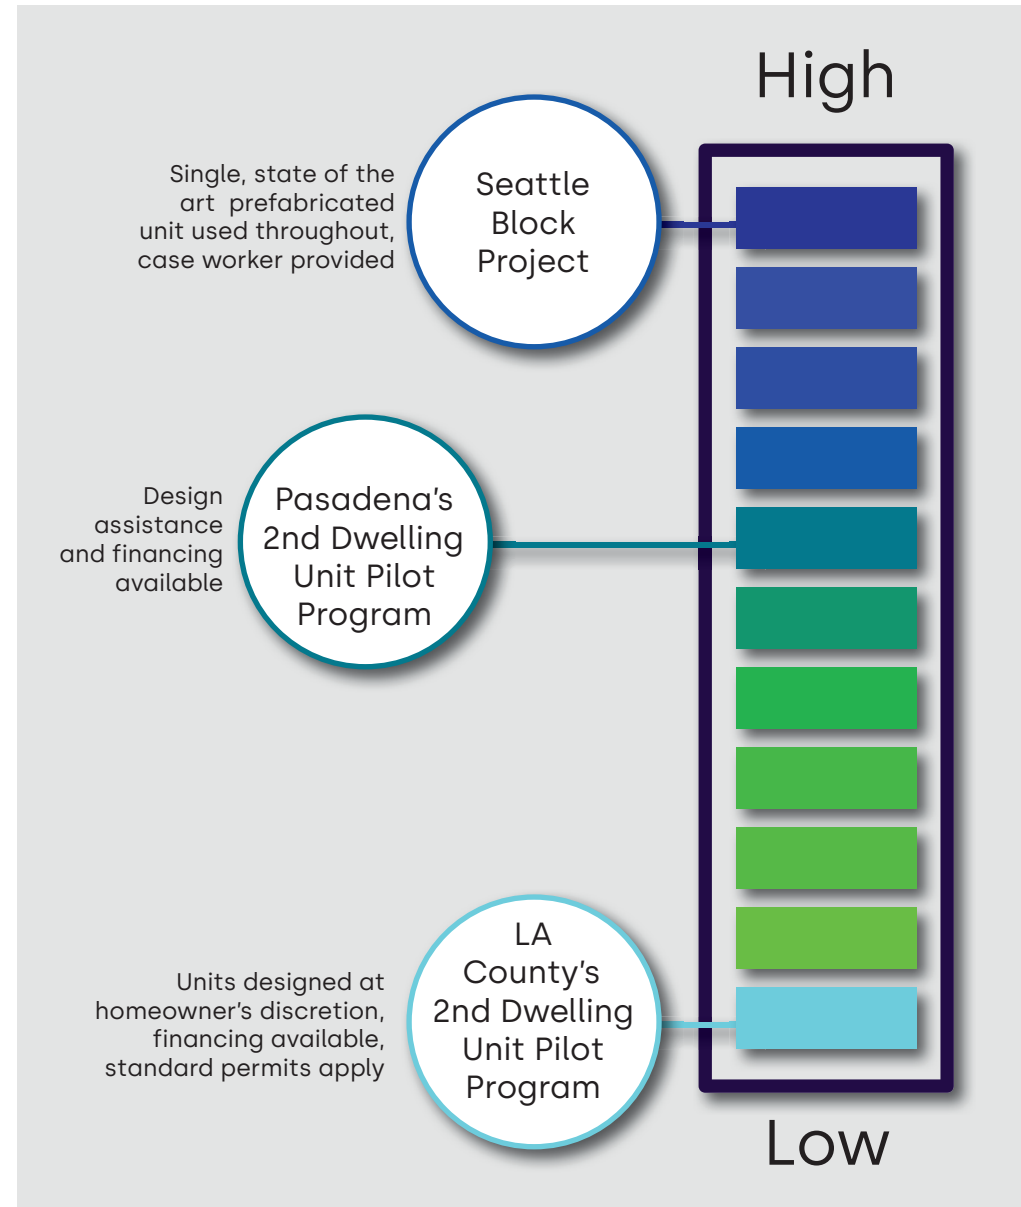 High
Single, state of the
art prefabricated
unit used throughout,
case worker provided
Seattle
Block
Project
Design
assistance
and financing
available
Pasadena's
2nd Dwelling
Unit Pilot
Program
Units designed at
homeowner's discretion,
financing available,
standard permits apply
LA
County's
2nd Dwelling
Unit Pilot
Program
Low